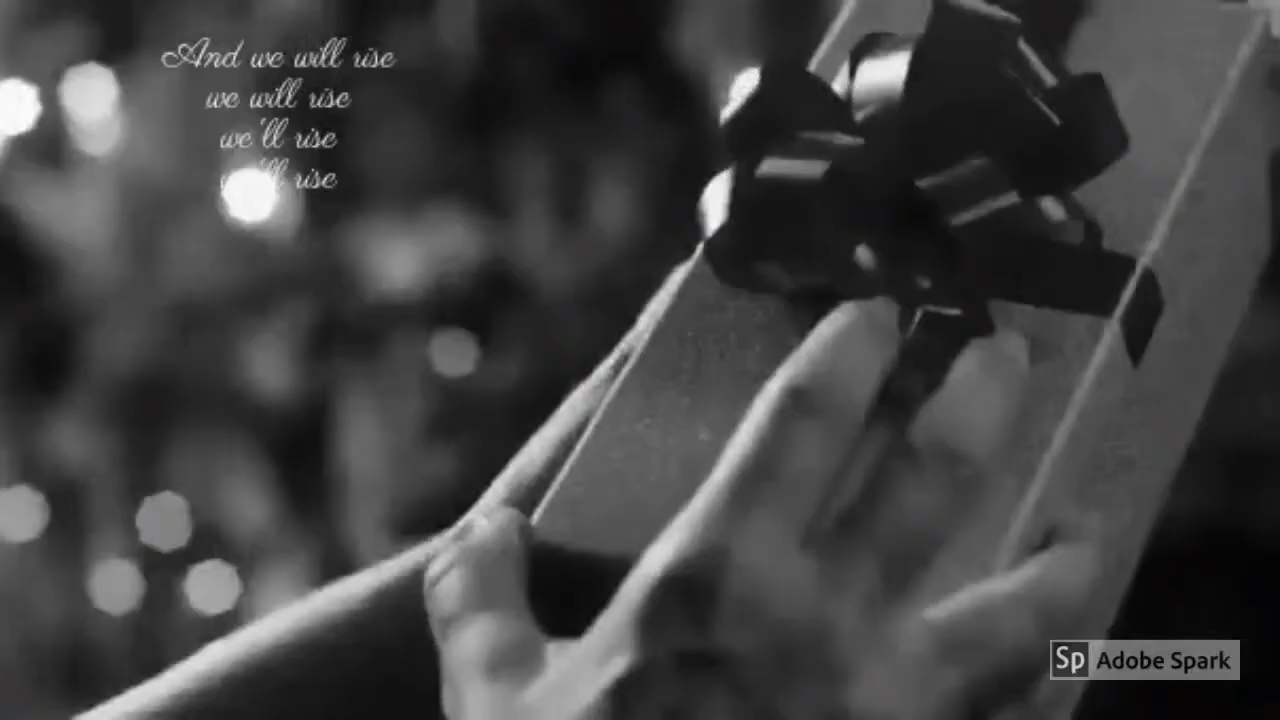 And we will rise
we will rise
we'll rise
rise
Sp Adobe Spark